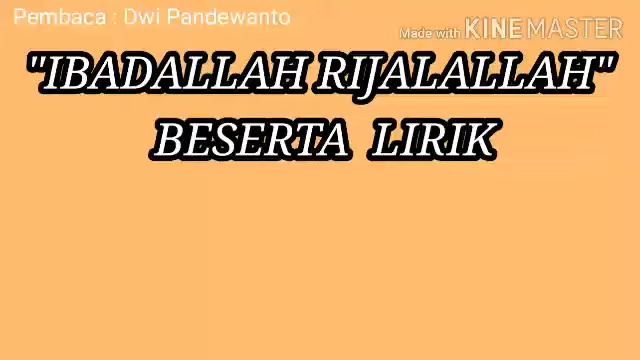 Pembaca : Dwi Pandewanto
Made with KINEMASTER
"IBADALLAH RIJALALLAH"
BESERTA LIRIK